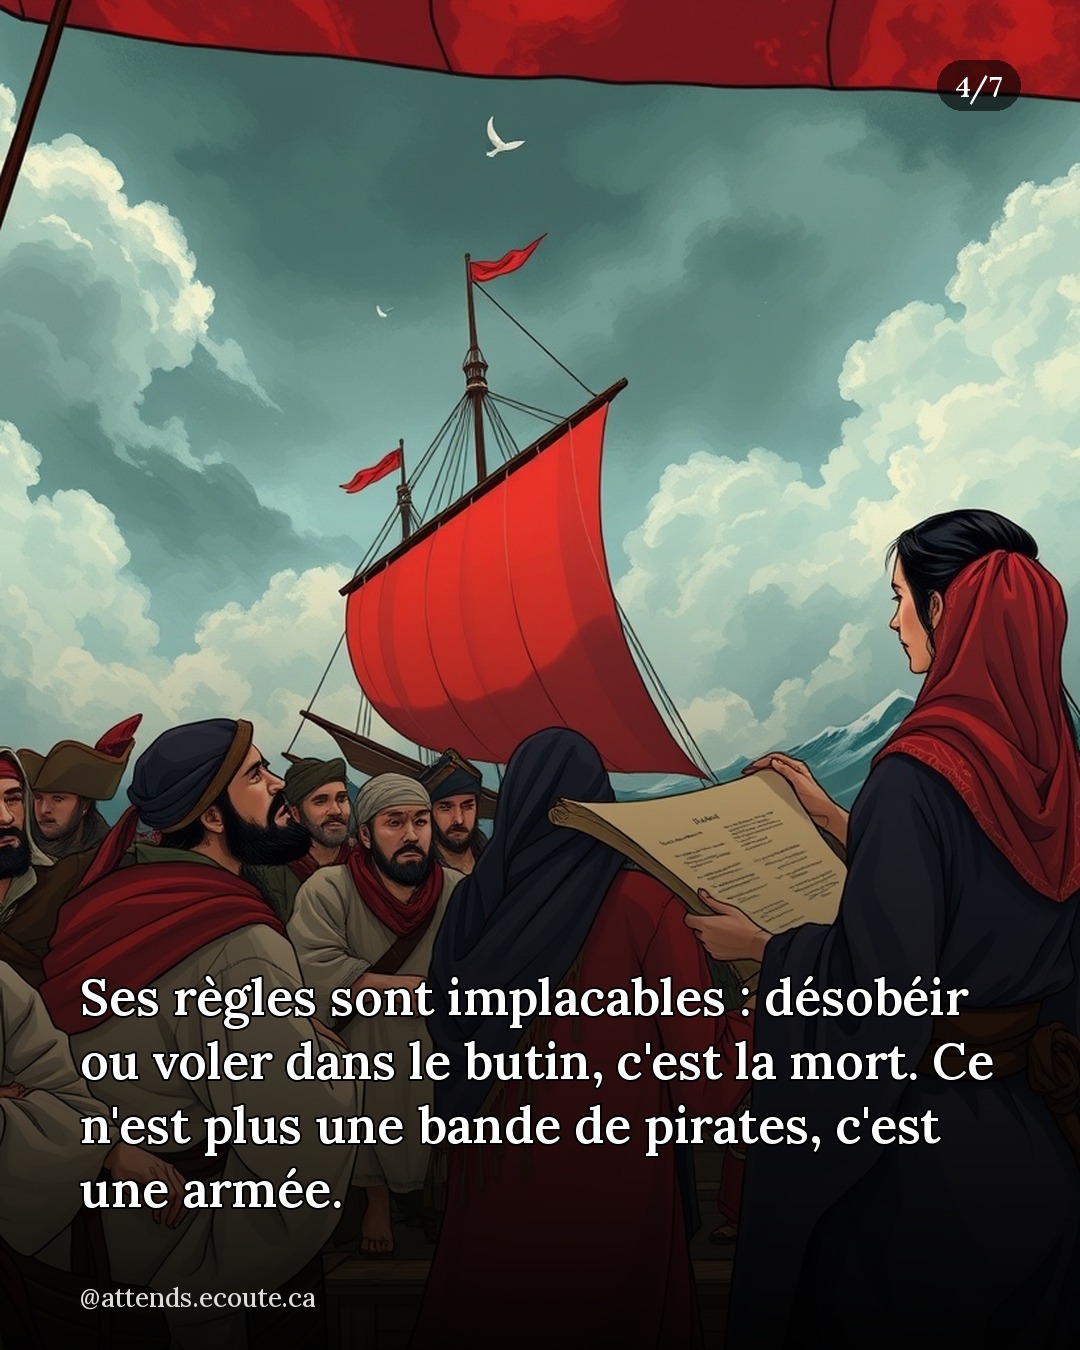 4/7
Ses règles sont implacables : désobéir
ou voler dans le butin, c'est la mort. Ce
n'est plus une bande de pirates, c'est
une armée.
@attends.ecoute.ca